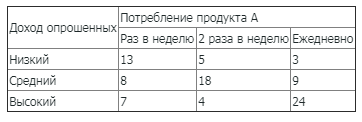 Доход опрошенных Потребление продукта А
Раз в неделю 2 раза в неделю Ежедневно
Низкий 13 5 3
Средний 8 18 9
Высокий 7 4 24